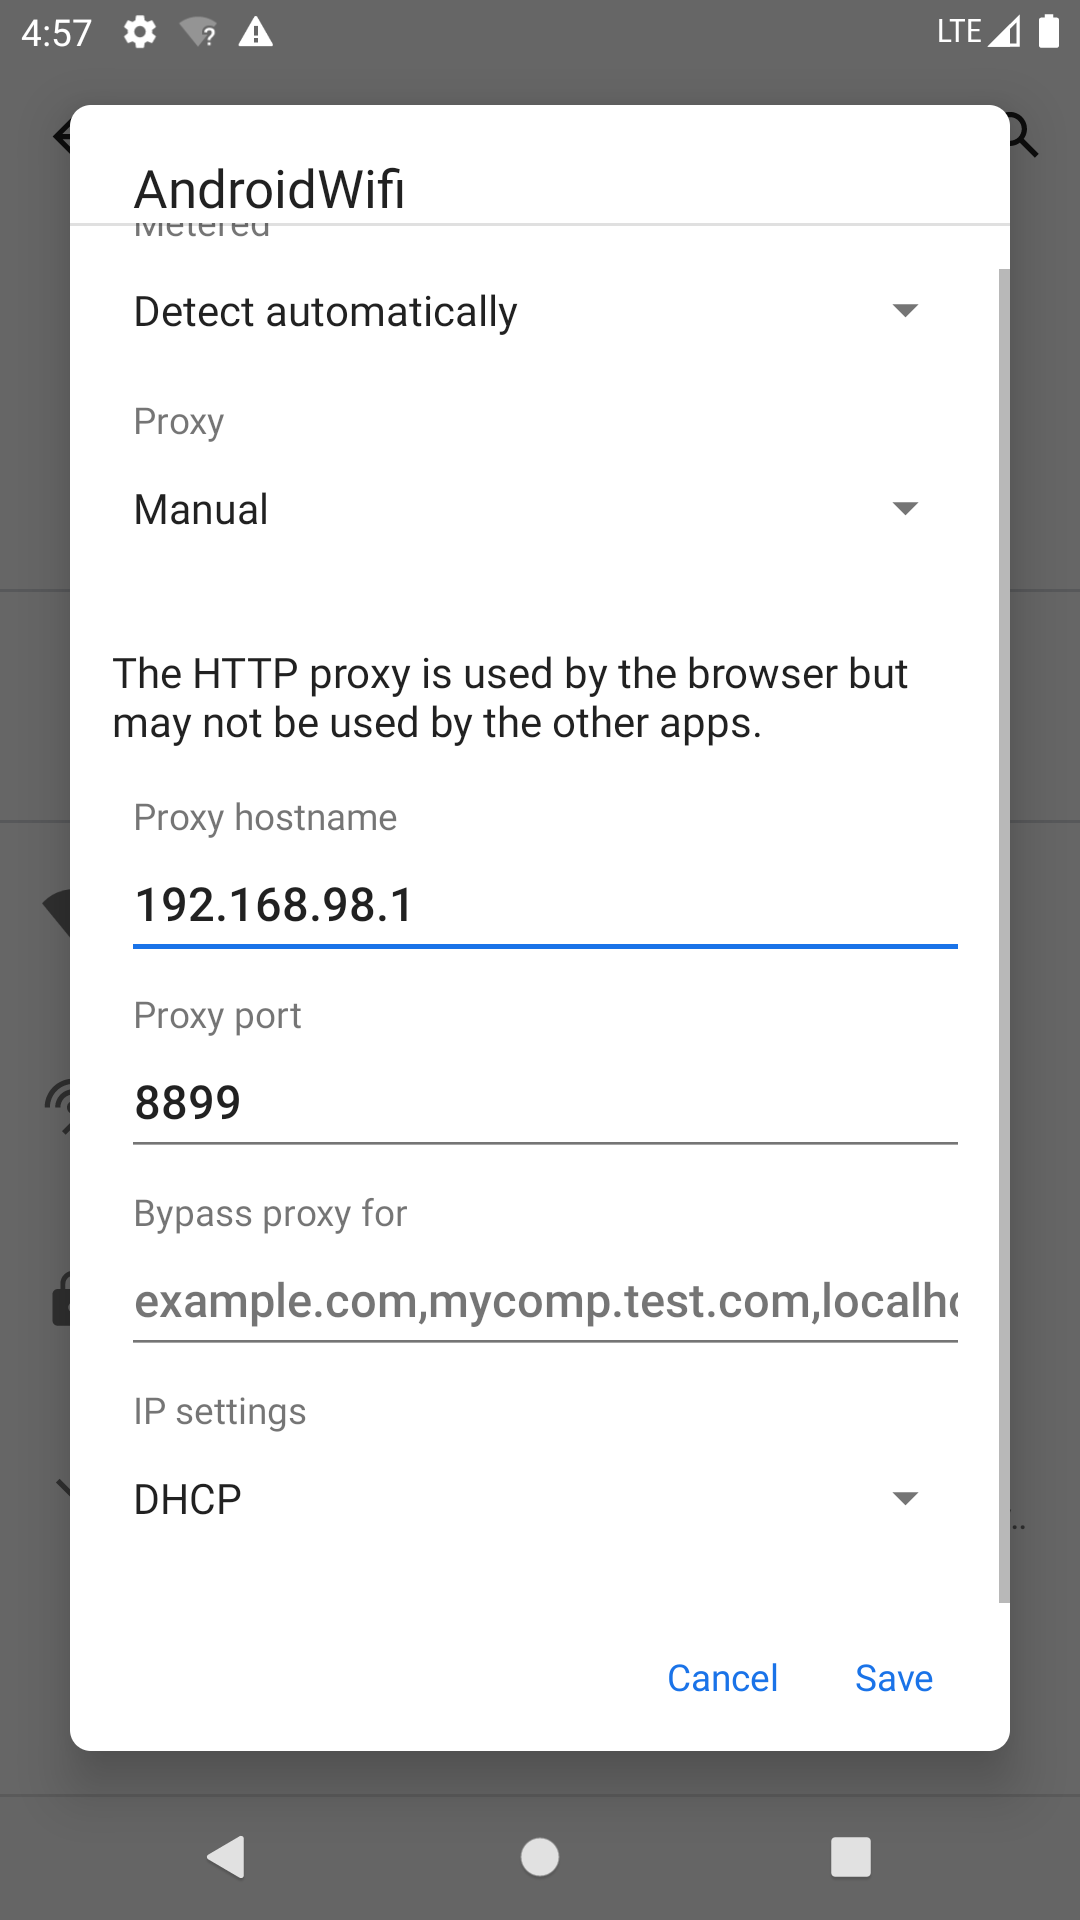 4:57
LTE
AndroidWifi
Metered
Detect automatically
Proxy
Manual
The HTTP proxy is used by the browser but
may not be used by the other apps.
Proxy hostname
192.168.98.1
Proxy port
8899
Bypass proxy for
example.com,mycomp.test.com,localho
IP settings
DHCP
Cancel
Save